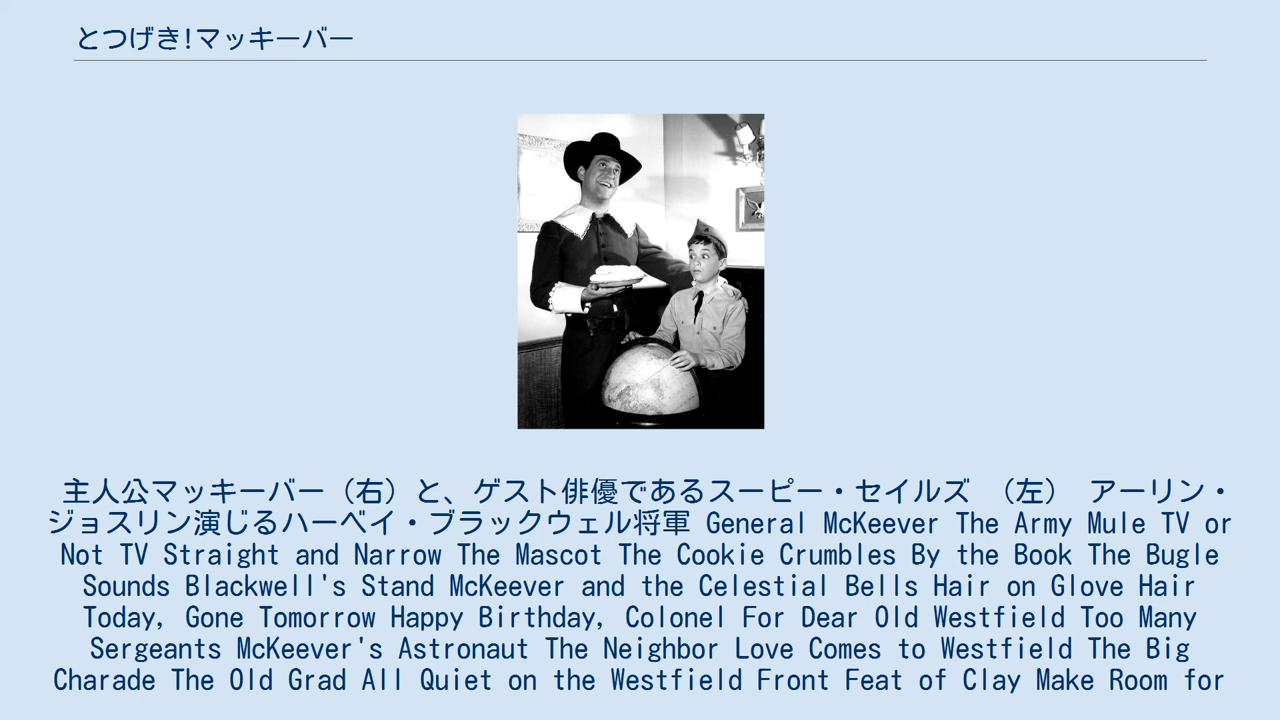 とつげき!マッキーバー
主人公マッキーバー（右）と、ゲスト俳優であるスーピー・セイルズ （左） アーリン・
ジョスリン演じるハーベイ・ブラックウェル将軍 General McKeever The Army Mule TV or
Not TV Straight and Narrow The Mascot The Cookie Crumbles By the Book The Bugle
Sounds Blackwell's Stand McKeever and the Celestial Bells Hair on Glove Hair
Today, Gone Tomorrow Happy Birthday, Colonel For Dear Old Westfield Too Many
Sergeants McKeever's Astronaut The Neighbor Love Comes to Westfield The Big
Charade The Old Grad All Quiet on the Westfield Front Feat of Clay Make Room for